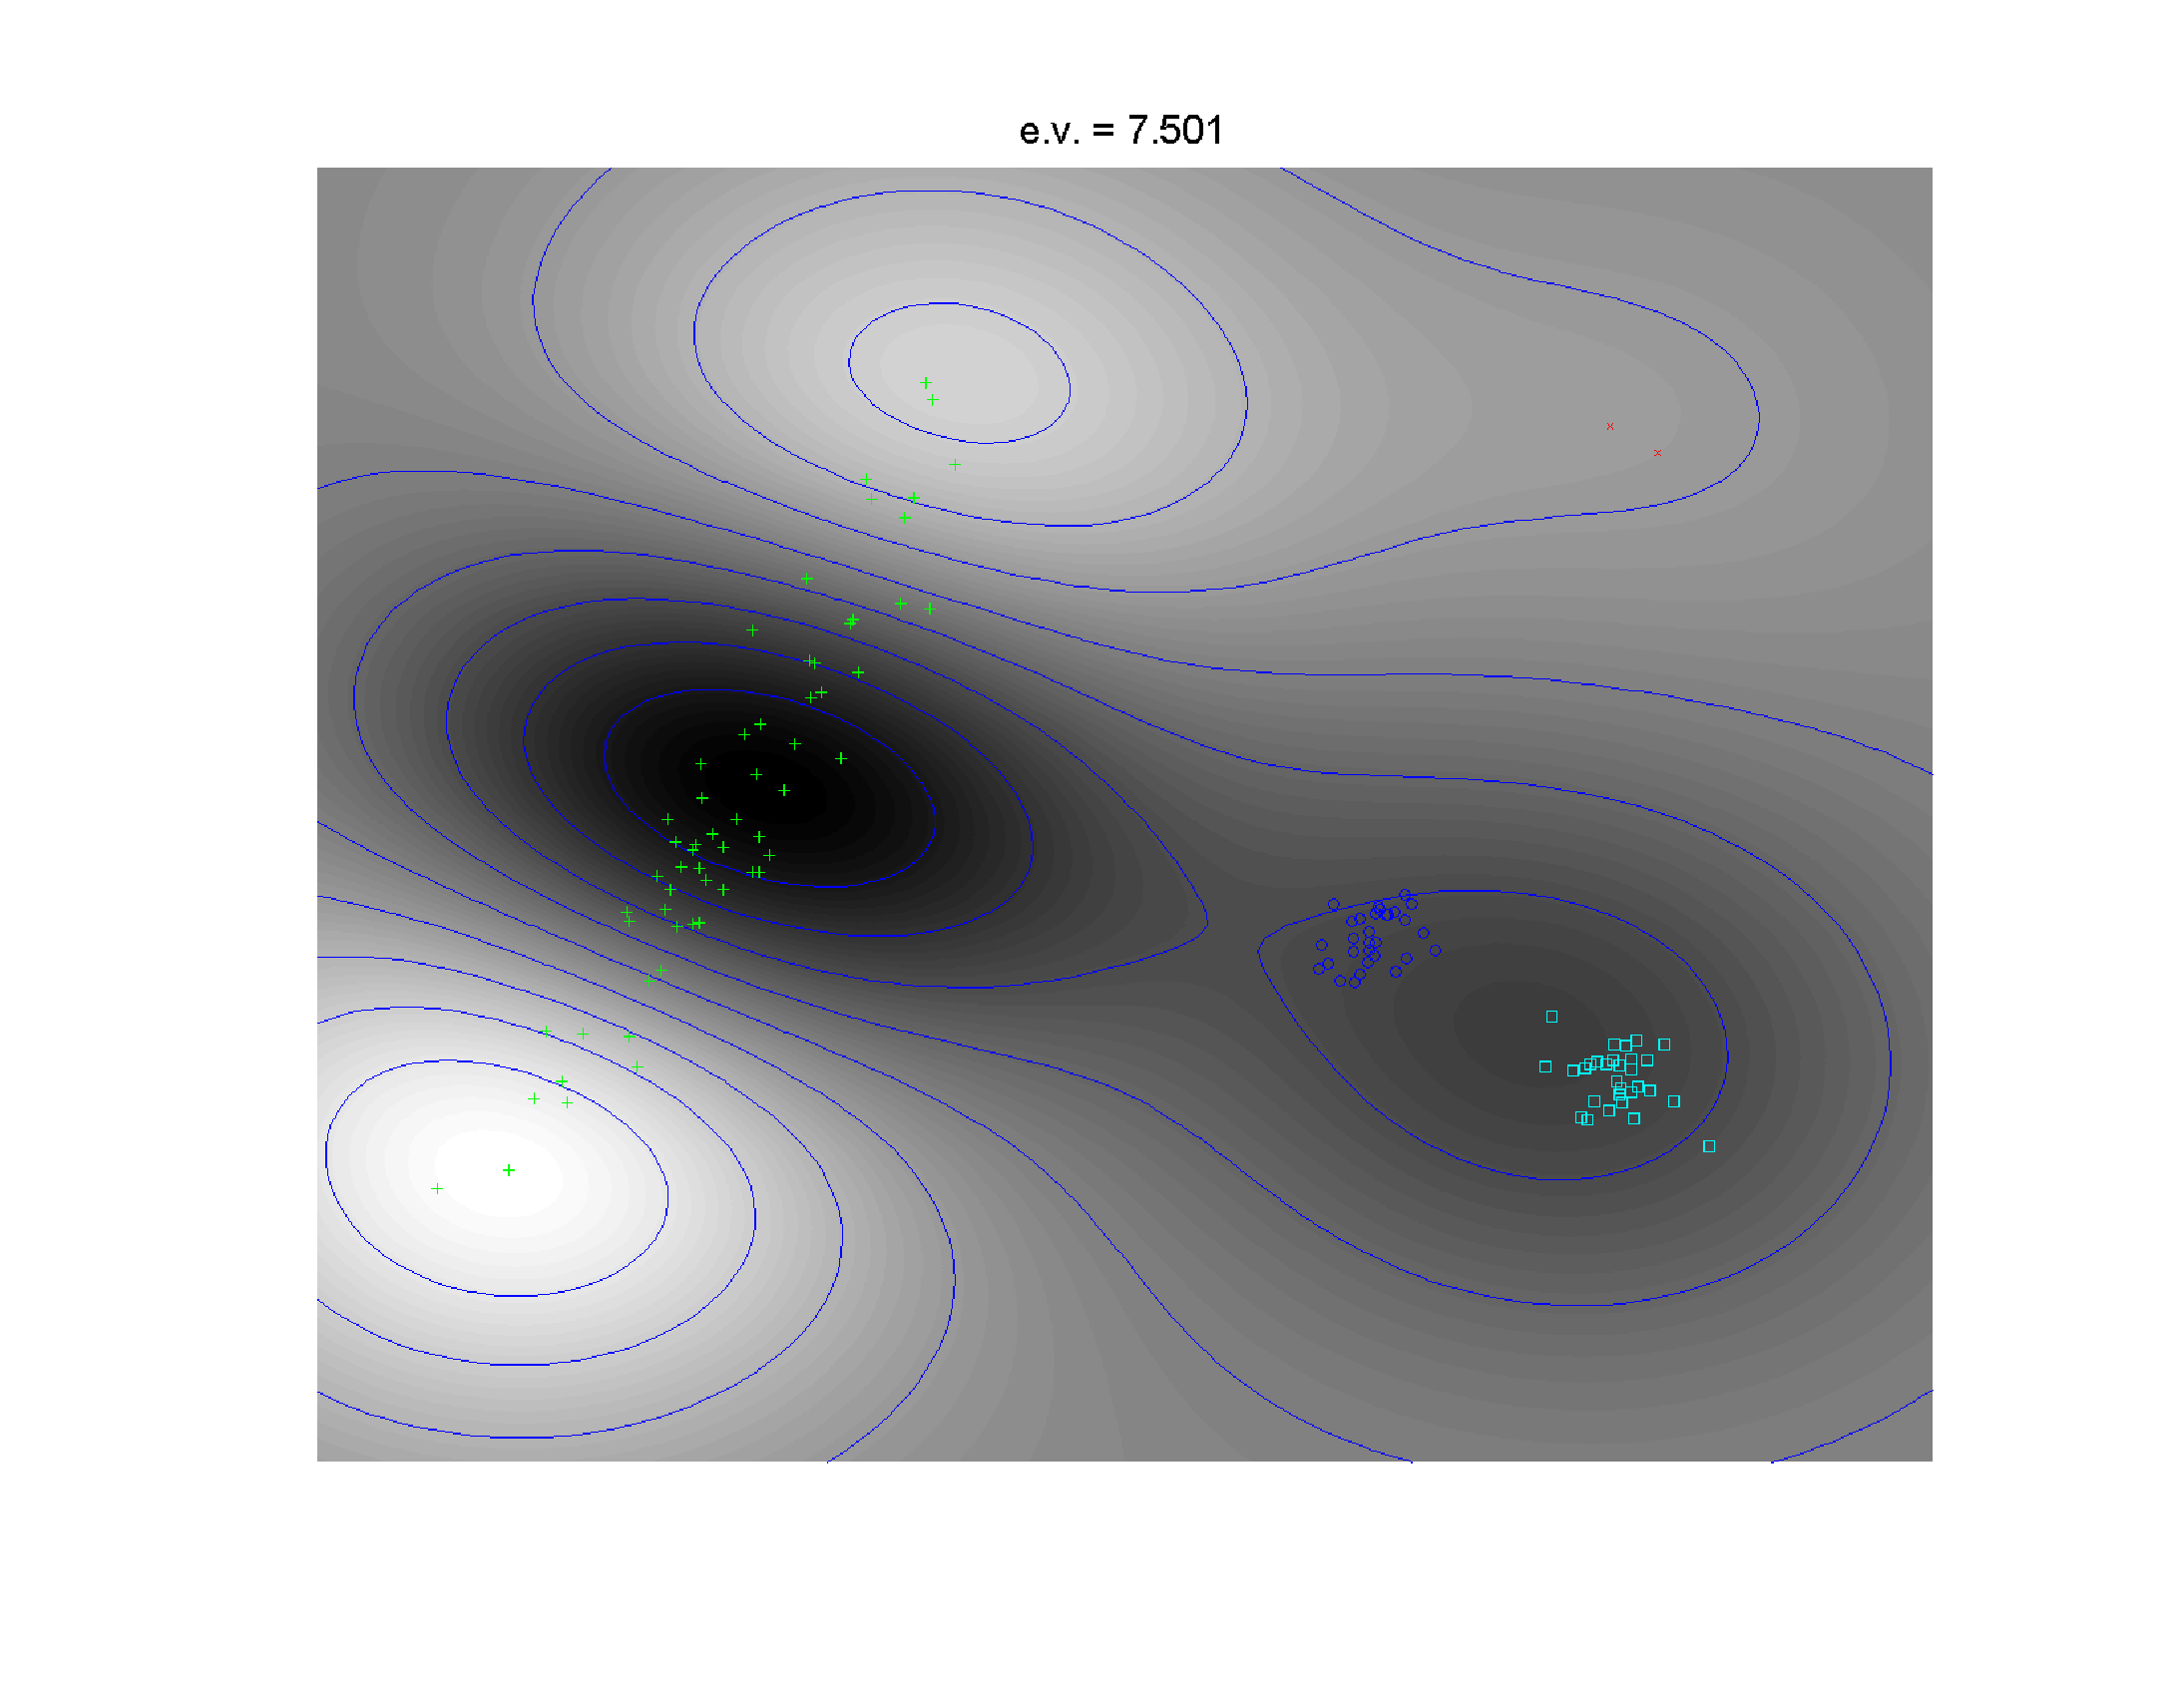 e.v. = 7.501